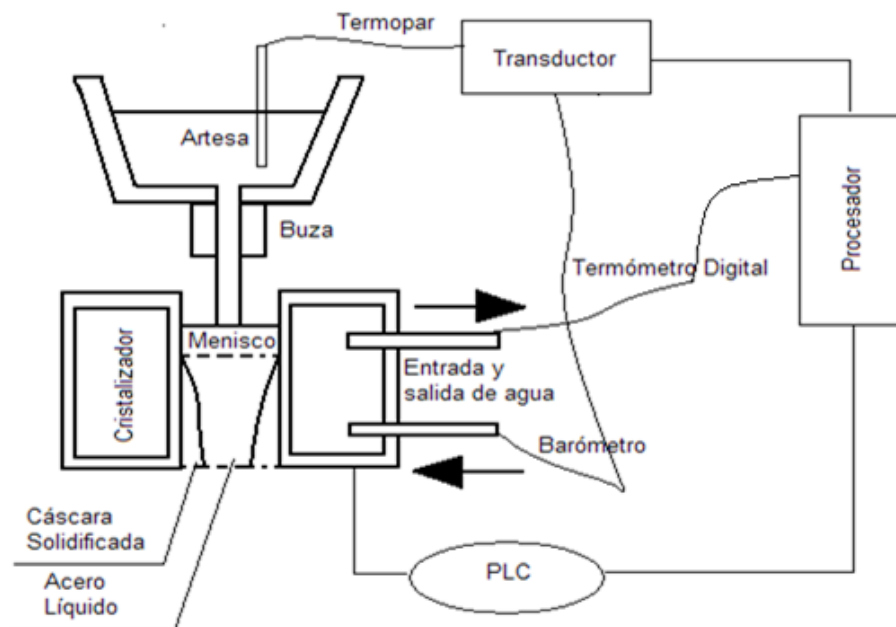 Termopar
Transductor
Artesa
Buza
Procesador
Termómetro Digital
Menisco
Cristalizador
Entrada y
salida de agua
Barómetro
Cáscara
Solidificada
Acero
Líquido
PLC